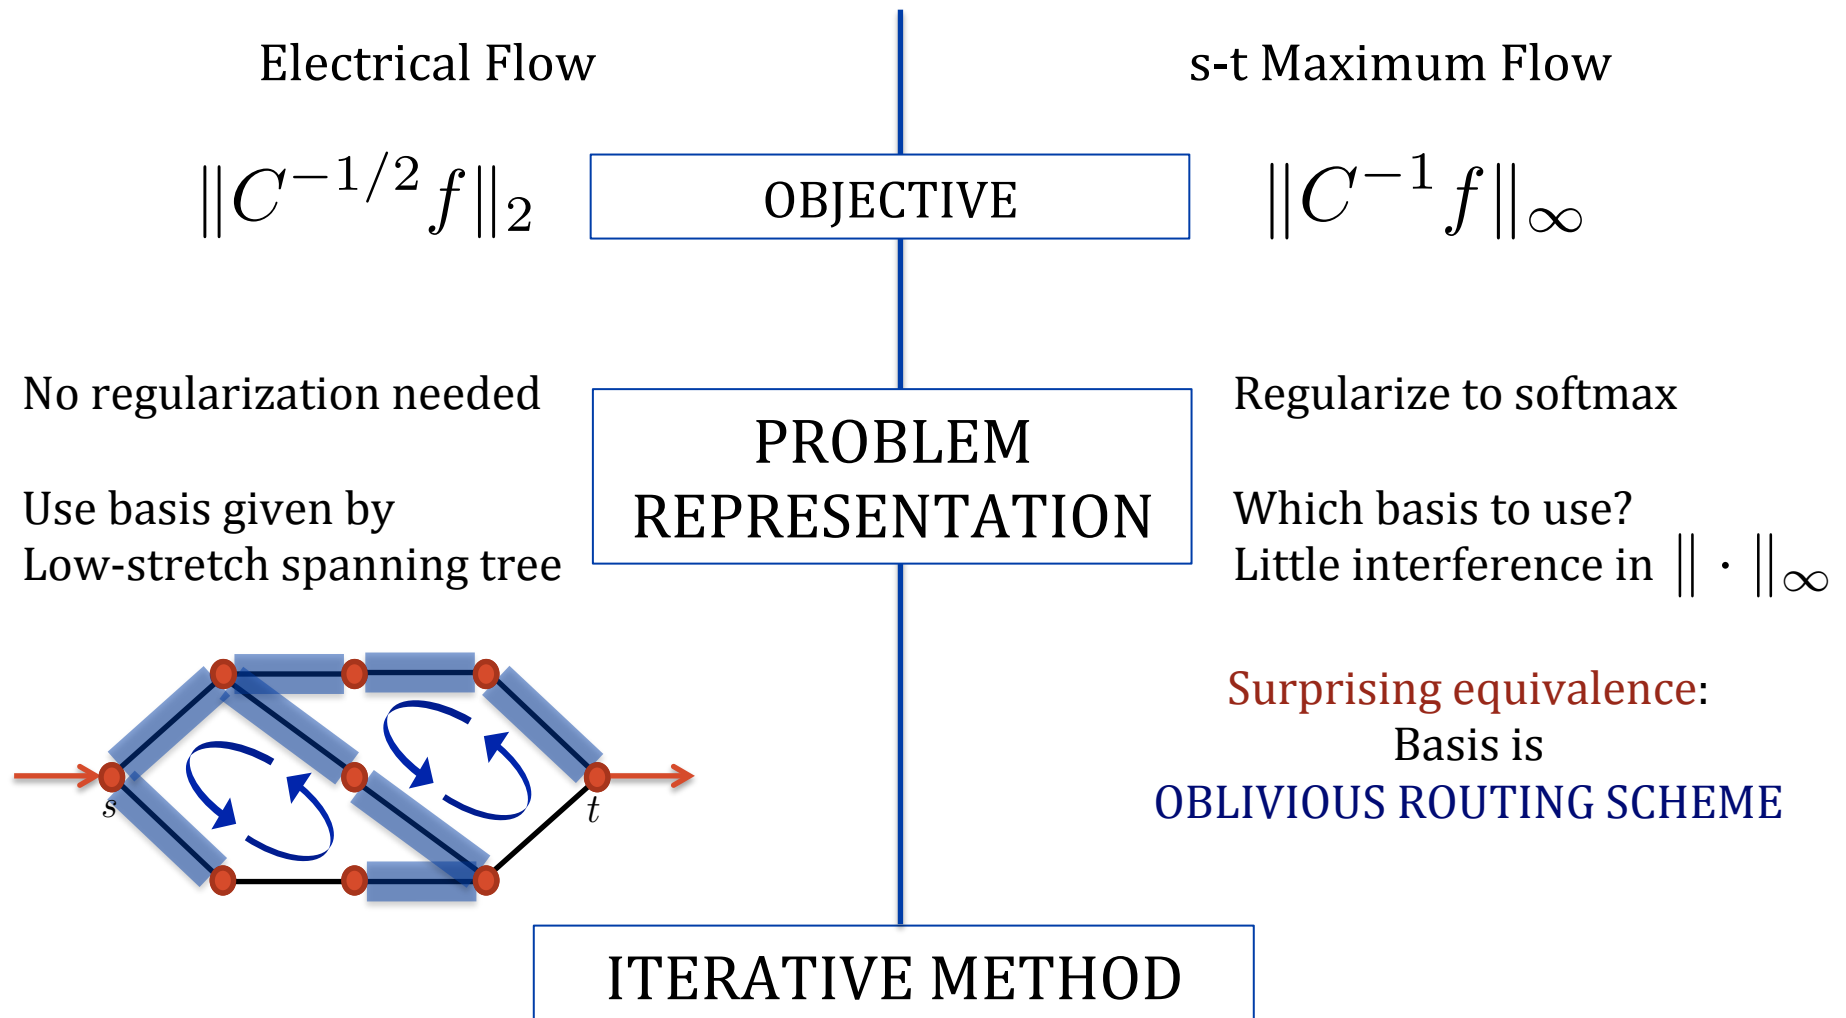 Electrical Flow
s-t Maximum Flow
‖C^{-1/2} f‖_2
OBJECTIVE
‖C^{-1} f‖_∞
No regularization needed
PROBLEM
REPRESENTATION
Regularize to softmax
Use basis given by
Low-stretch spanning tree
Which basis to use?
Little interference in ‖ · ‖_∞
s
t
Surprising equivalence:
Basis is
OBLIVIOUS ROUTING SCHEME
ITERATIVE METHOD